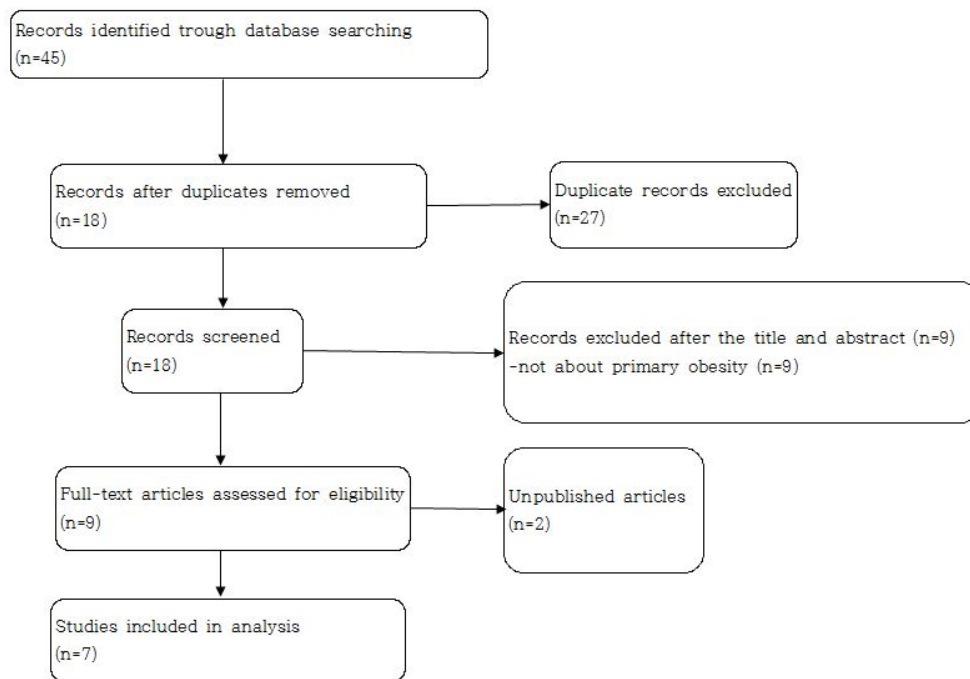 Records identified trough database searching
(n=45)
Records after duplicates removed
(n=18)
Duplicate records excluded
(n=27)
Records screened
(n=18)
Records excluded after the title and abstract (n=9)
-not about primary obesity (n=9)
Full-text articles assessed for eligibility
(n=9)
Unpublished articles
(n=2)
Studies included in analysis
(n=7)